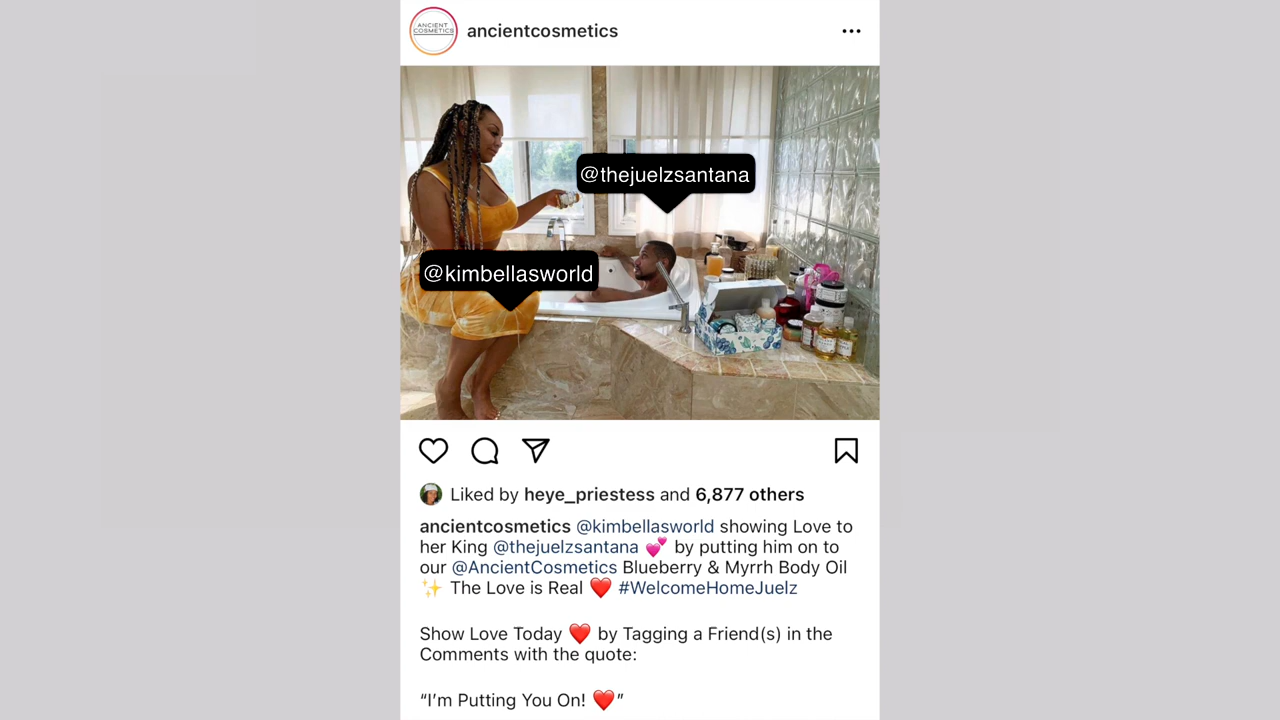 ANCIENT
COSMETICS
ancientcosmetics
@thejuelzsantana
@kimbellasworld
Liked by heye_priestess and 6,877 others
ancientcosmetics @kimbellasworld showing Love to
her King @thejuelzsantana 💕 by putting him on to
our @AncientCosmetics Blueberry & Myrrh Body Oil
✨ The Love is Real ❤️ #WelcomeHomeJuelz
Show Love Today ❤️ by Tagging a Friend(s) in the
Comments with the quote:
“I’m Putting You On! ❤️”